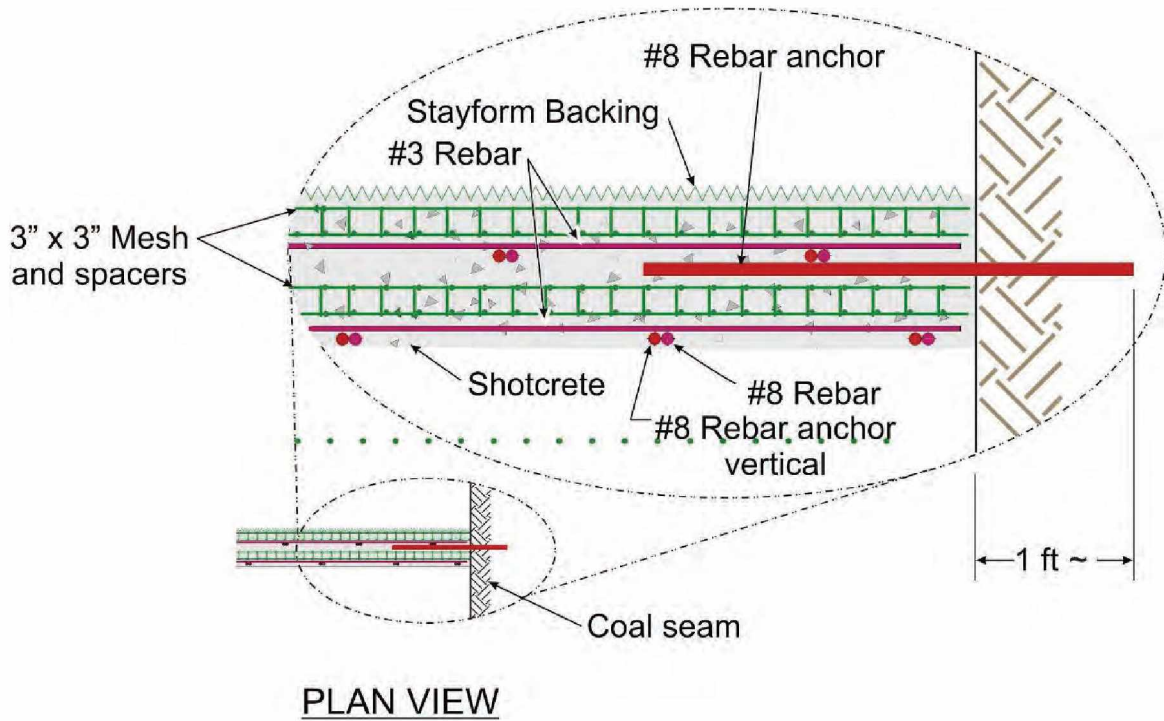 #8 Rebar anchor
Stayform Backing
#3 Rebar
3” x 3” Mesh
and spacers
Shotcrete
#8 Rebar
#8 Rebar anchor
vertical
1 ft ~
Coal seam
PLAN VIEW